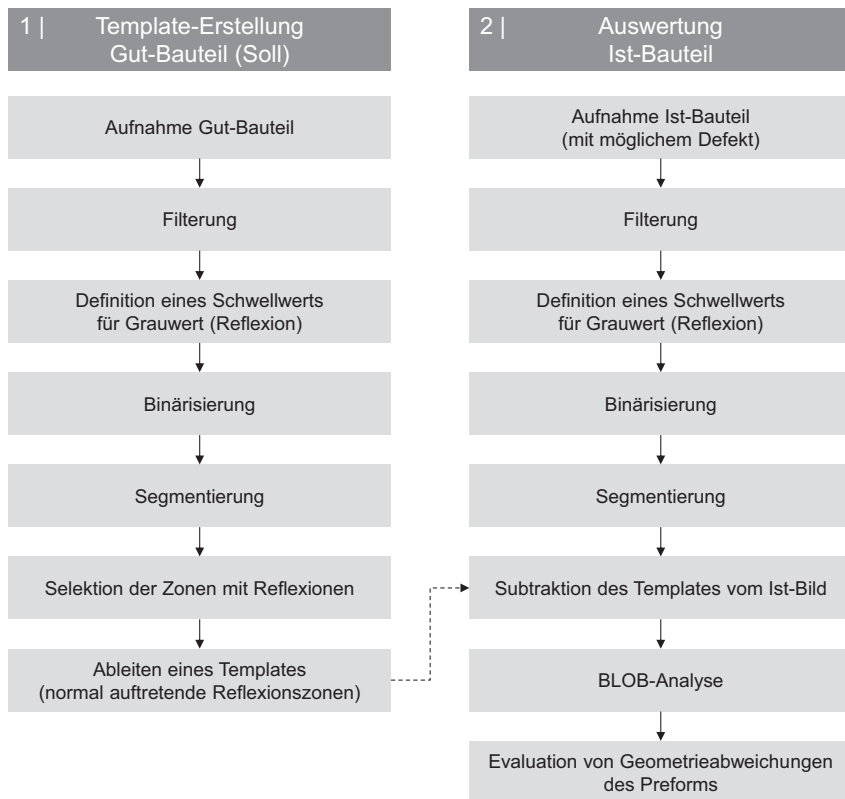 1 | Template-Erstellung
Gut-Bauteil (Soll)
Aufnahme Gut-Bauteil
Filterung
Definition eines Schwellwerts
für Grauwert (Reflexion)
Binärisierung
Segmentierung
Selektion der Zonen mit Reflexionen
Ableiten eines Templates
(normal auftretende Reflexionszonen)
2 | Auswertung
Ist-Bauteil
Aufnahme Ist-Bauteil
(mit möglichem Defekt)
Filterung
Definition eines Schwellwerts
für Grauwert (Reflexion)
Binärisierung
Segmentierung
Subtraktion des Templates vom Ist-Bild
BLOB-Analyse
Evaluation von Geometrieabweichungen
des Preforms